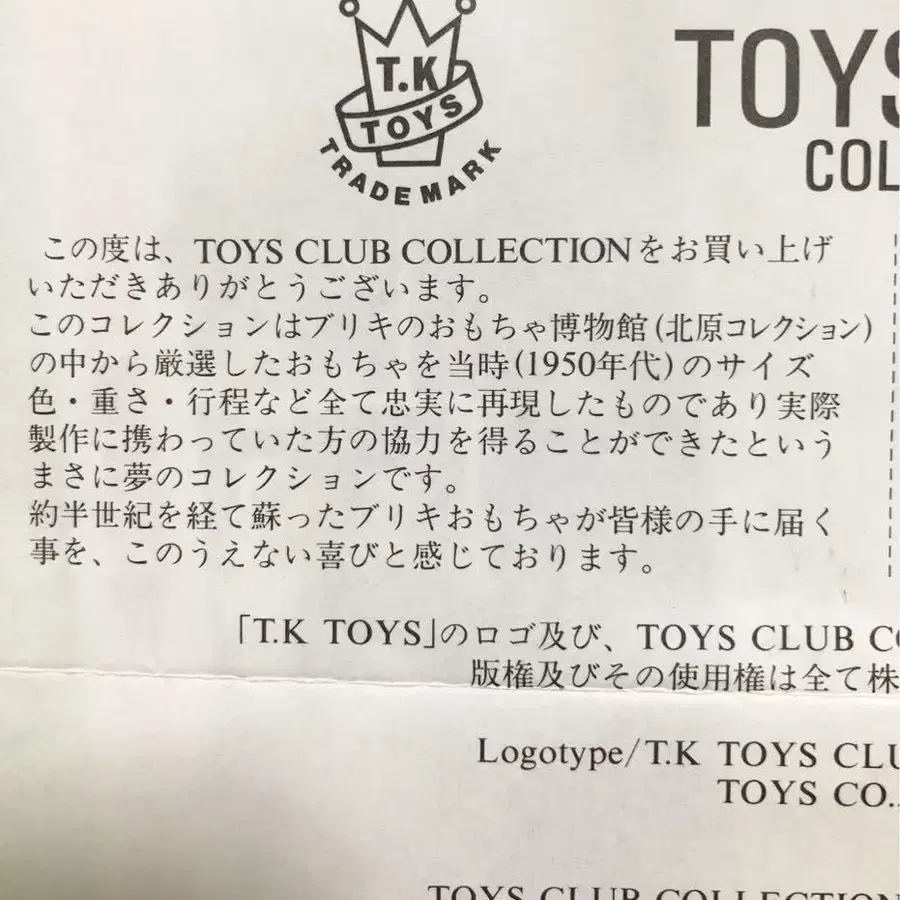 T.K
TOYS
TRADE MARK
TOYS
COL
この度は、TOYS CLUB COLLECTIONをお買い上げ
いただきありがとうございます。
このコレクションはブリキのおもちゃ博物館(北原コレクション)
の中から厳選したおもちゃを当時(1950年代)のサイズ
色・重さ・行程など全て忠実に再現したものであり実際
製作に携わっていた方の協力を得ることができたという
まさに夢のコレクションです。
約半世紀を経て蘇ったブリキおもちゃが皆様の手に届く
事を、このうえない喜びと感じております。
「T.K TOYS」のロゴ及び、TOYS CLUB CO
版権及びその使用権は全て株
Logotype/T.K TOYS CLU
TOYS CO.,
TOYS CLUB COLLECTION